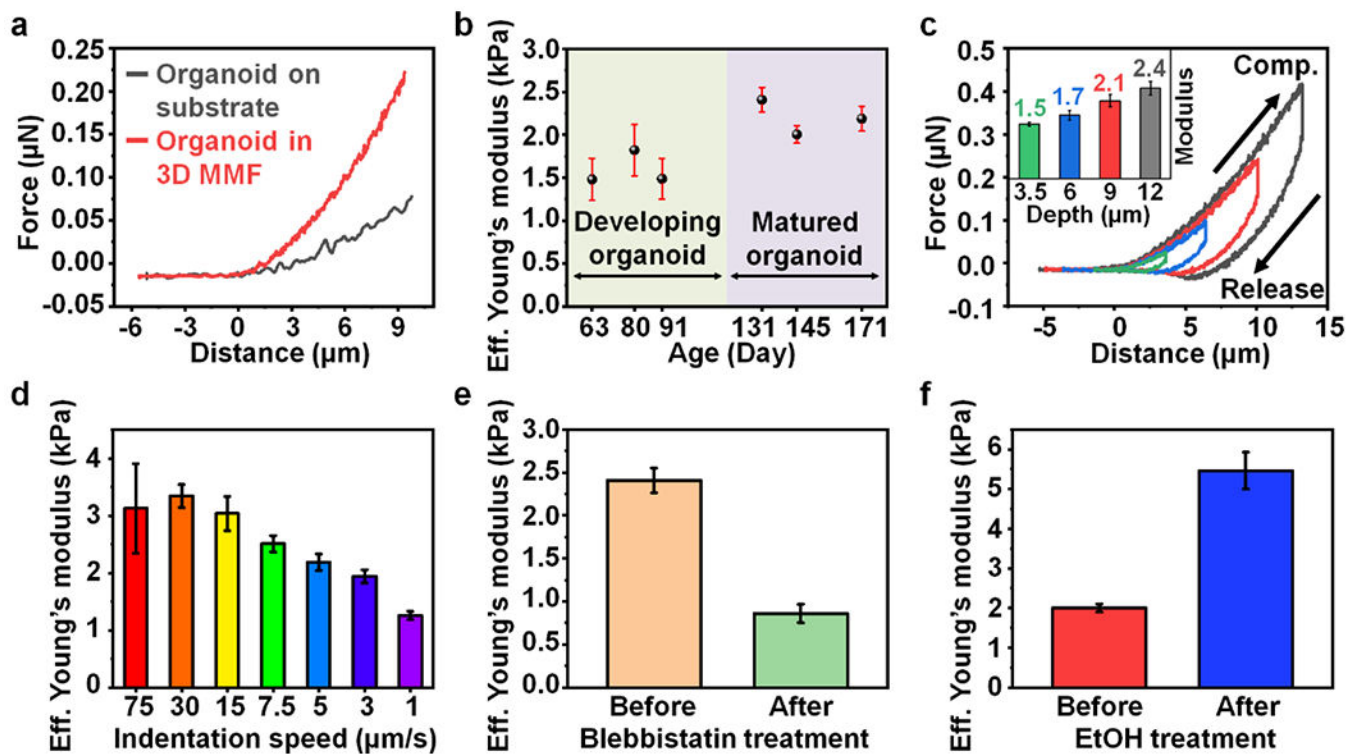 a
Force (µN)
0.25
0.20
0.15
0.10
0.05
0.00
-0.05
Organoid on
substrate
Organoid in
3D MMF
-6 -3 0 3 6 9
Distance (µm)
b
Eff. Young's modulus (kPa)
3.0
2.5
2.0
1.5
1.0
0.5
0.0
Developing
organoid
Matured
organoid
63 80 91 131 145 171
Age (Day)
c
Force (µN)
0.5
0.4
0.3
0.2
0.1
0.0
-0.1
1.5 1.7 2.1 2.4
Modulus
3.5 6 9 12
Depth (µm)
Comp.
Release
-5 0 5 10 15
Distance (µm)
d
Eff. Young's modulus (kPa)
4
3
2
1
0
75 30 15 7.5 5 3 1
Indentation speed (µm/s)
e
Eff. Young's modulus (kPa)
3.0
2.5
2.0
1.5
1.0
0.5
0.0
Before After
Blebbistatin treatment
f
Eff. Young's modulus (kPa)
6
5
4
3
2
1
0
Before After
EtOH treatment